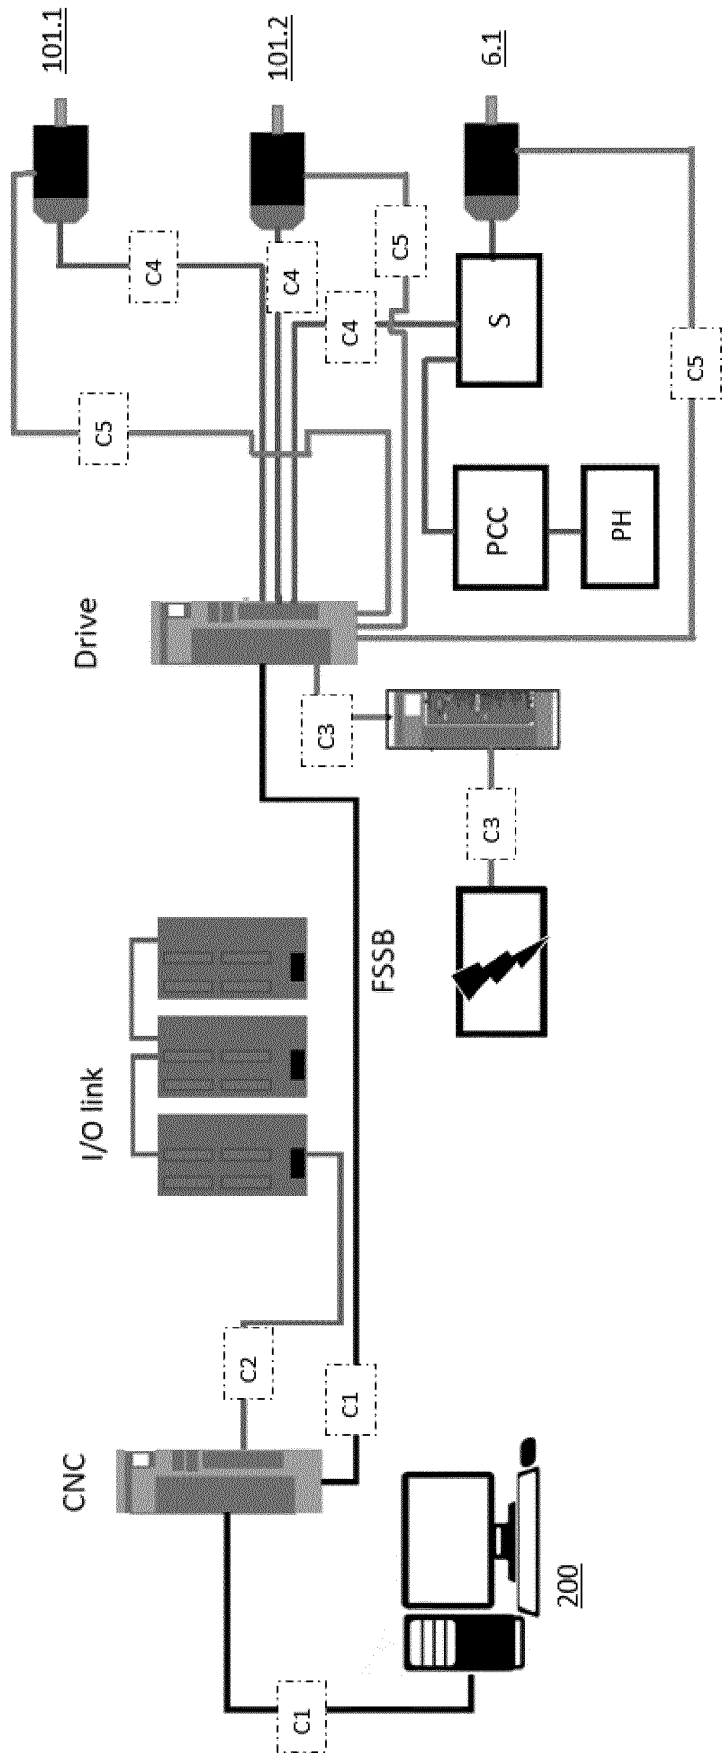 CNC
I/O link
Drive
101.1
101.2
6.1
C1
200
C2
C1
FSSB
C3
C3
C5
C4
C4
C4
C5
C5
S
PCC
PH